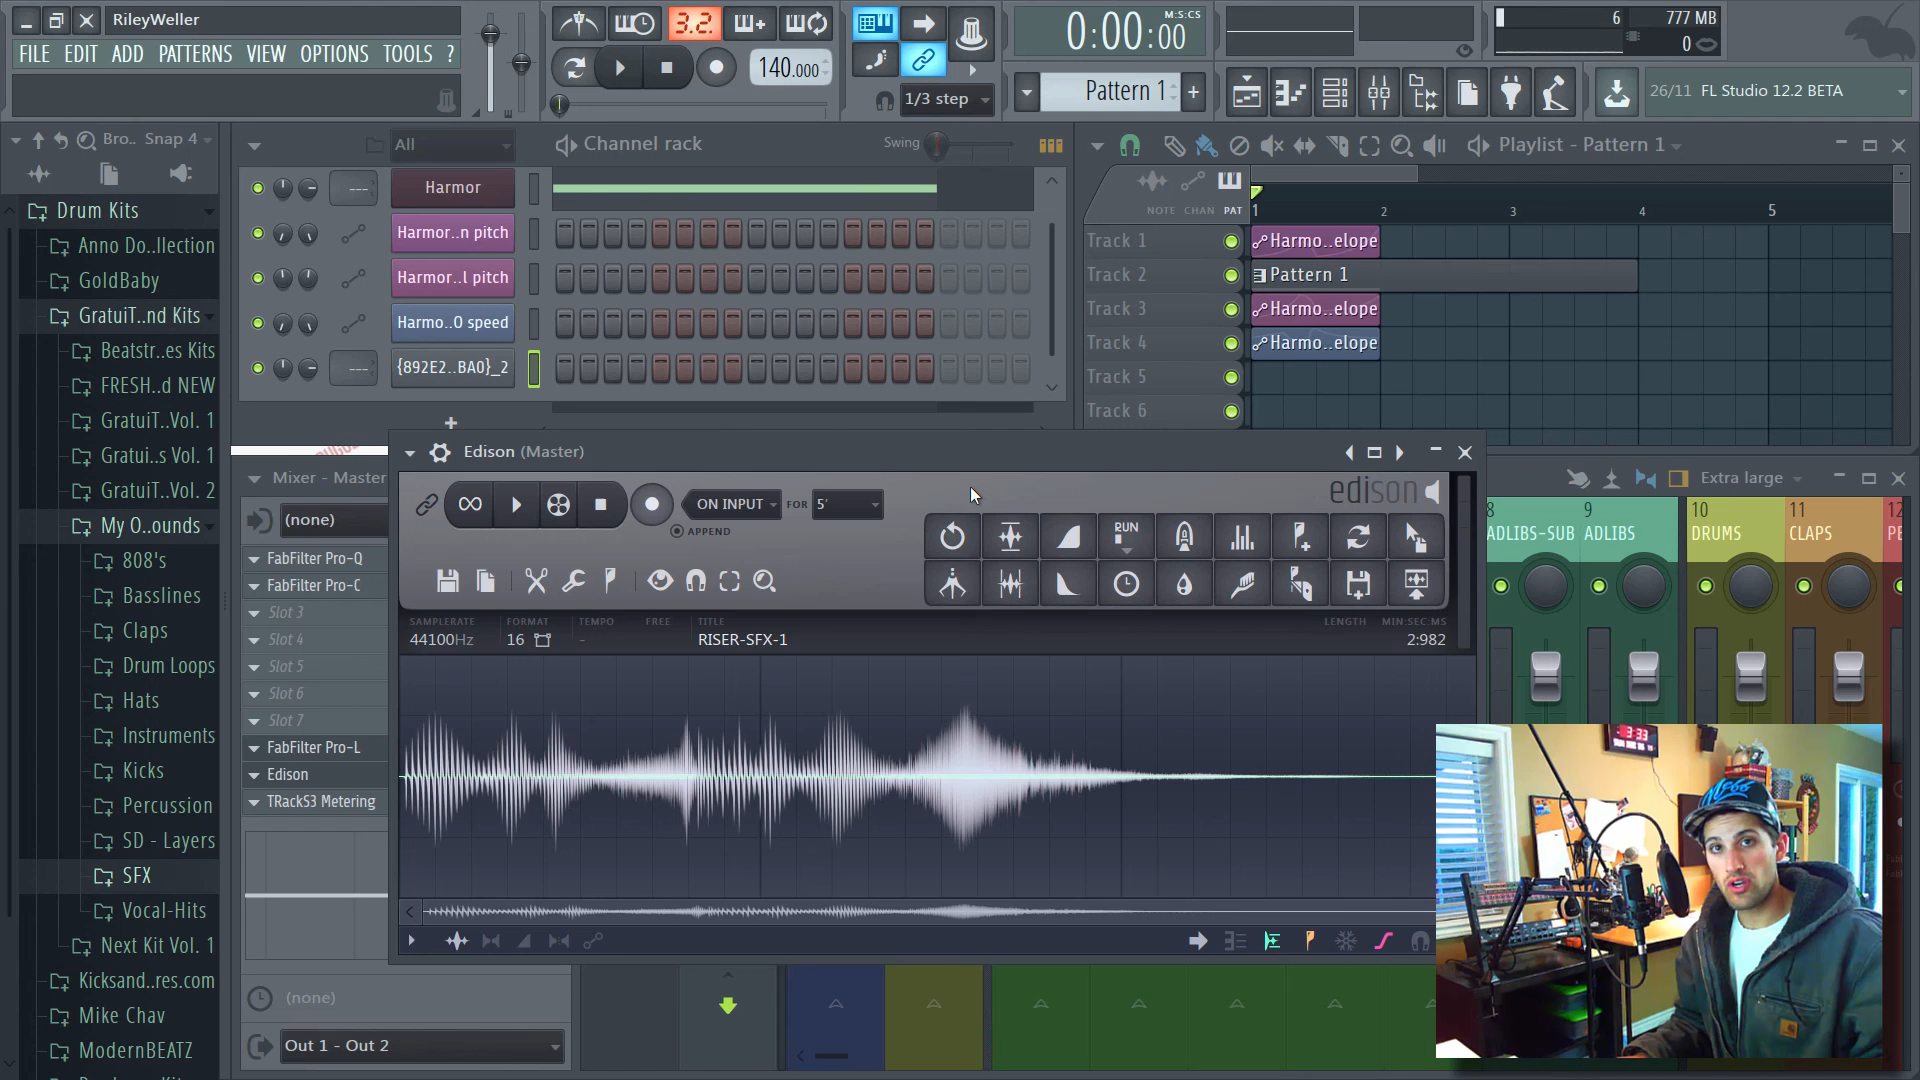 RileyWeller
FILE EDIT ADD PATTERNS VIEW OPTIONS TOOLS ?
3.2.
140.000
1/3 step
M:S:CS
0:00:00
Pattern 1
6
777 MB
0
26/11 FL Studio 12.2 BETA
Bro.. Snap 4
Drum Kits
Anno Do..llection
GoldBaby
GratuiT..nd Kits
Beatstr..es Kits
FRESH..d NEW
GratuiT..Vol. 1
Gratui..s Vol. 1
GratuiT..Vol. 2
My O..ounds
808's
Basslines
Claps
Drum Loops
Hats
Instruments
Kicks
Percussion
SD - Layers
SFX
Vocal-Hits
Next Kit Vol. 1
Kicksand..res.com
Mike Chav
ModernBEATZ
All
Channel rack
Swing
--- Harmor
Harmor..n pitch
Harmor..l pitch
Harmo..O speed
--- {892E2..BA0}_2
Playlist - Pattern 1
NOTE CHAN PAT
1 2 3 4 5
Track 1 Harmo..elope
Track 2 Pattern 1
Track 3 Harmo..elope
Track 4 Harmo..elope
Track 5
Track 6
Mixer - Master
(none)
FabFilter Pro-Q
FabFilter Pro-C
Slot 3
Slot 4
Slot 5
Slot 6
Slot 7
FabFilter Pro-L
Edison
TRackS3 Metering
(none)
Out 1 - Out 2
Edison (Master)
ON INPUT FOR 5'
APPEND
edison
RUN
SAMPLERATE FORMAT TEMPO FREE TITLE LENGTH MIN:SEC:MS
44100Hz 16 - RISER-SFX-1 2:982
Extra large
8 9 10 11 12
ADLIBS-SUB ADLIBS DRUMS CLAPS PE
3:33